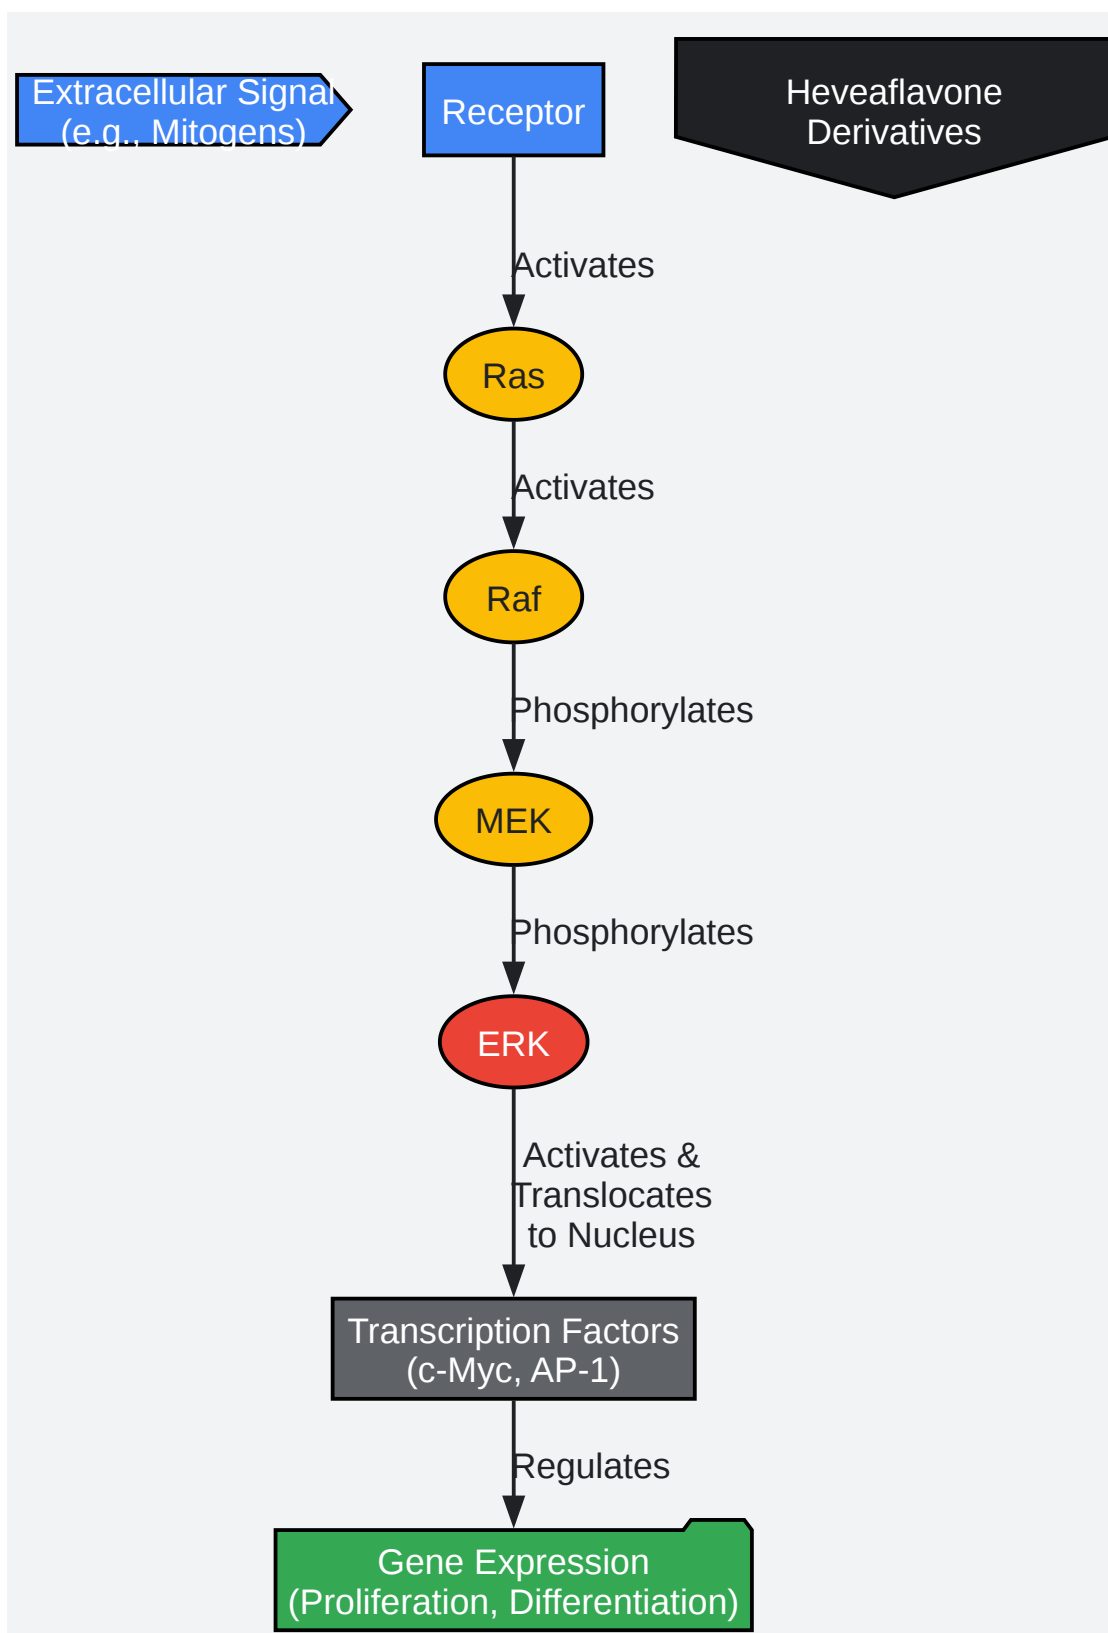 Extracellular Signal
(e.g., Mitogens)
Receptor
Heveaflavone
Derivatives
Activates
Ras
Activates
Raf
Phosphorylates
MEK
Phosphorylates
ERK
Activates &
Translocates
to Nucleus
Transcription Factors
(c-Myc, AP-1)
Regulates
Gene Expression
(Proliferation, Differentiation)